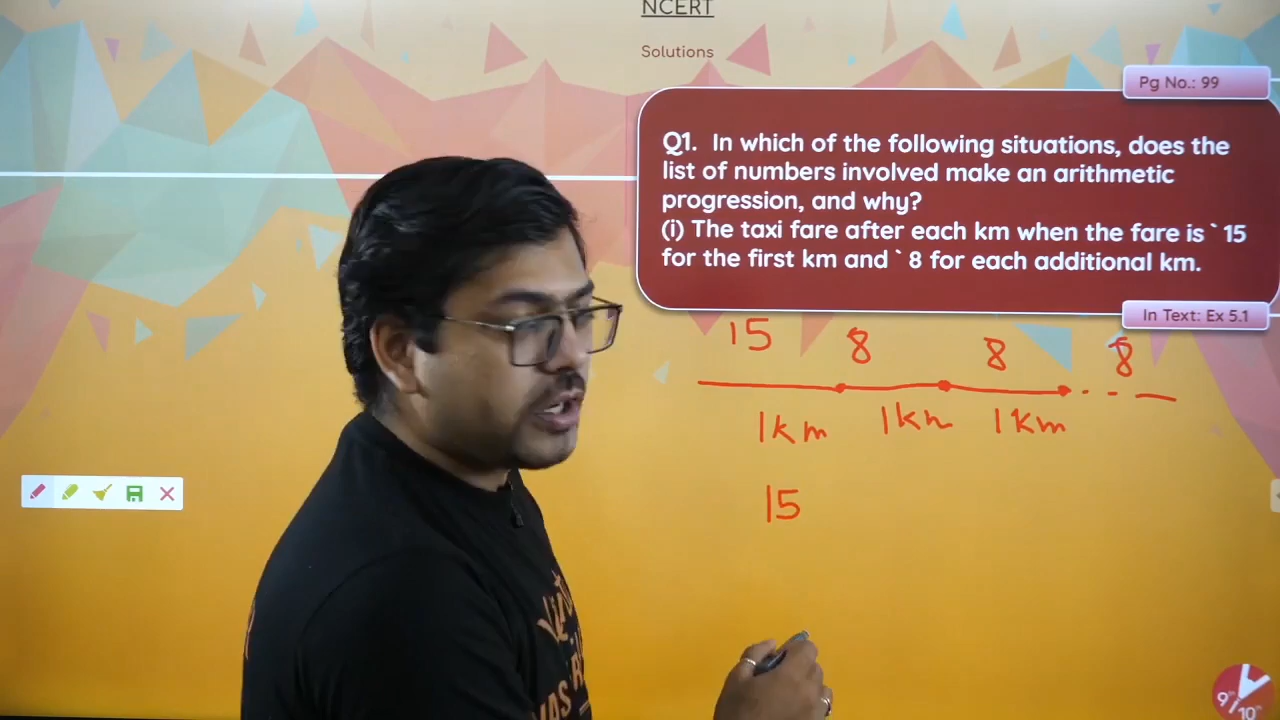 NCERT
Solutions
Pg No.: 99
Q1. In which of the following situations, does the
list of numbers involved make an arithmetic
progression, and why?
(i) The taxi fare after each km when the fare is ` 15
for the first km and ` 8 for each additional km.
In Text: Ex 5.1
15 8 8 8
1km 1km 1km
15
9th/10th